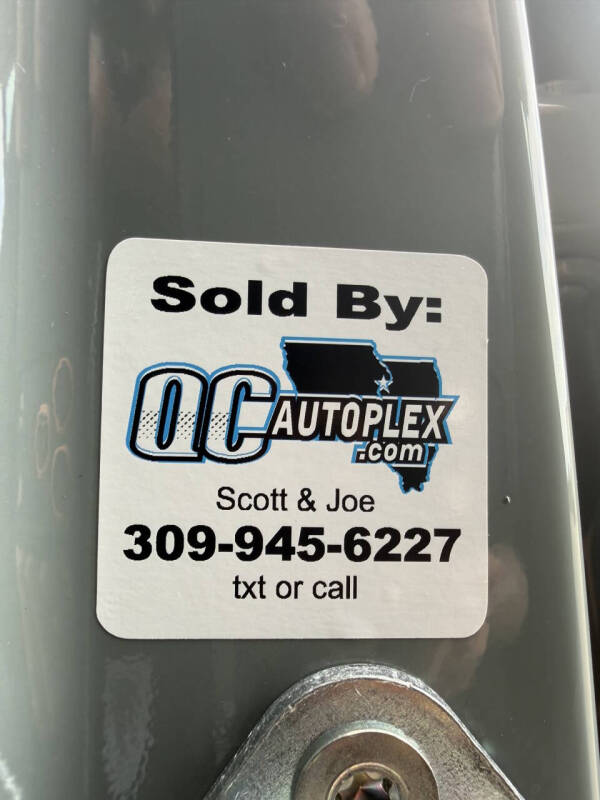 Sold By:
QC AUTOPLEX
.com
Scott & Joe
309-945-6227
txt or call